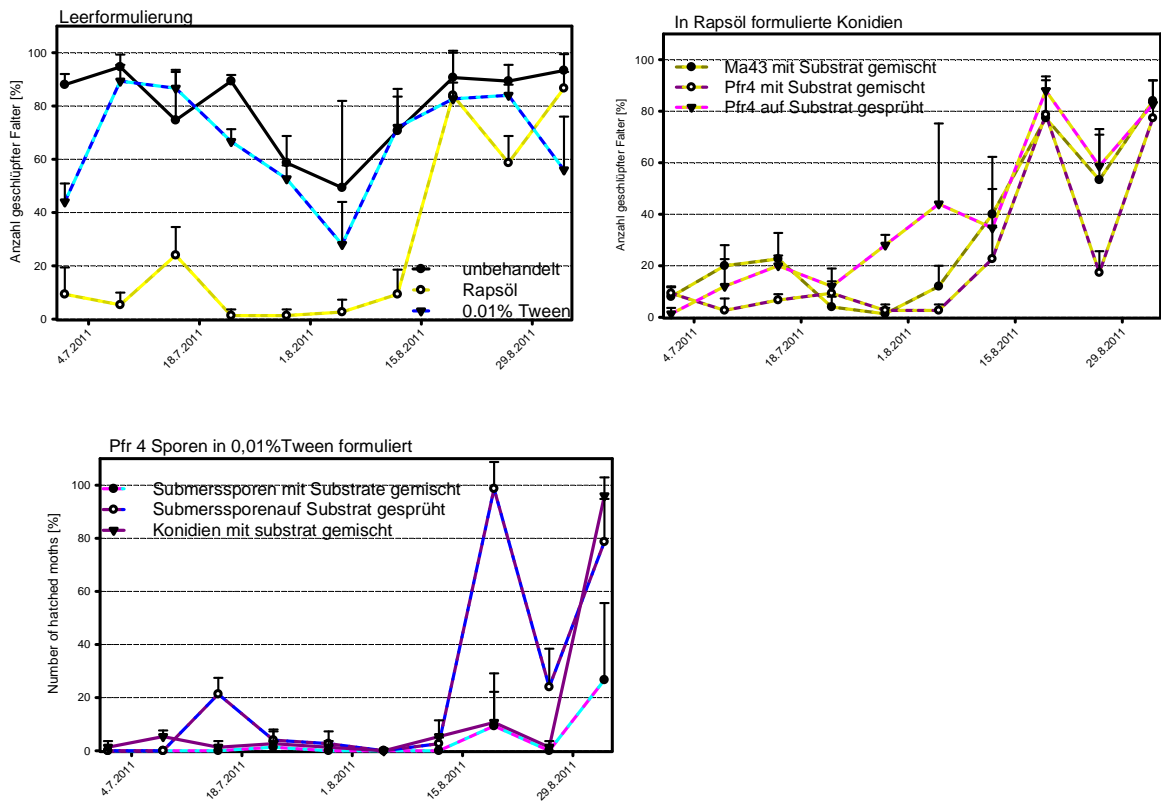 Leerformulierung
Anzahl geschlüpfter Falter [%]
100
80
60
40
20
0
unbehandelt
Rapsöl
0.01% Tween
4.7.2011
18.7.2011
1.8.2011
15.8.2011
29.8.2011
In Rapsöl formulierte Konidien
Anzahl geschlüpfter Falter [%]
100
80
60
40
20
0
Ma43 mit Substrat gemischt
Pfr4 mit Substrat gemischt
Pfr4 auf Substrat gesprüht
4.7.2011
18.7.2011
1.8.2011
15.8.2011
29.8.2011
Pfr 4 Sporen in 0,01%Tween formuliert
Number of hatched moths [%]
100
80
60
40
20
0
Submerssporen mit Substrate gemischt
Submerssporenauf Substrat gesprüht
Konidien mit substrat gemischt
4.7.2011
18.7.2011
1.8.2011
15.8.2011
29.8.2011